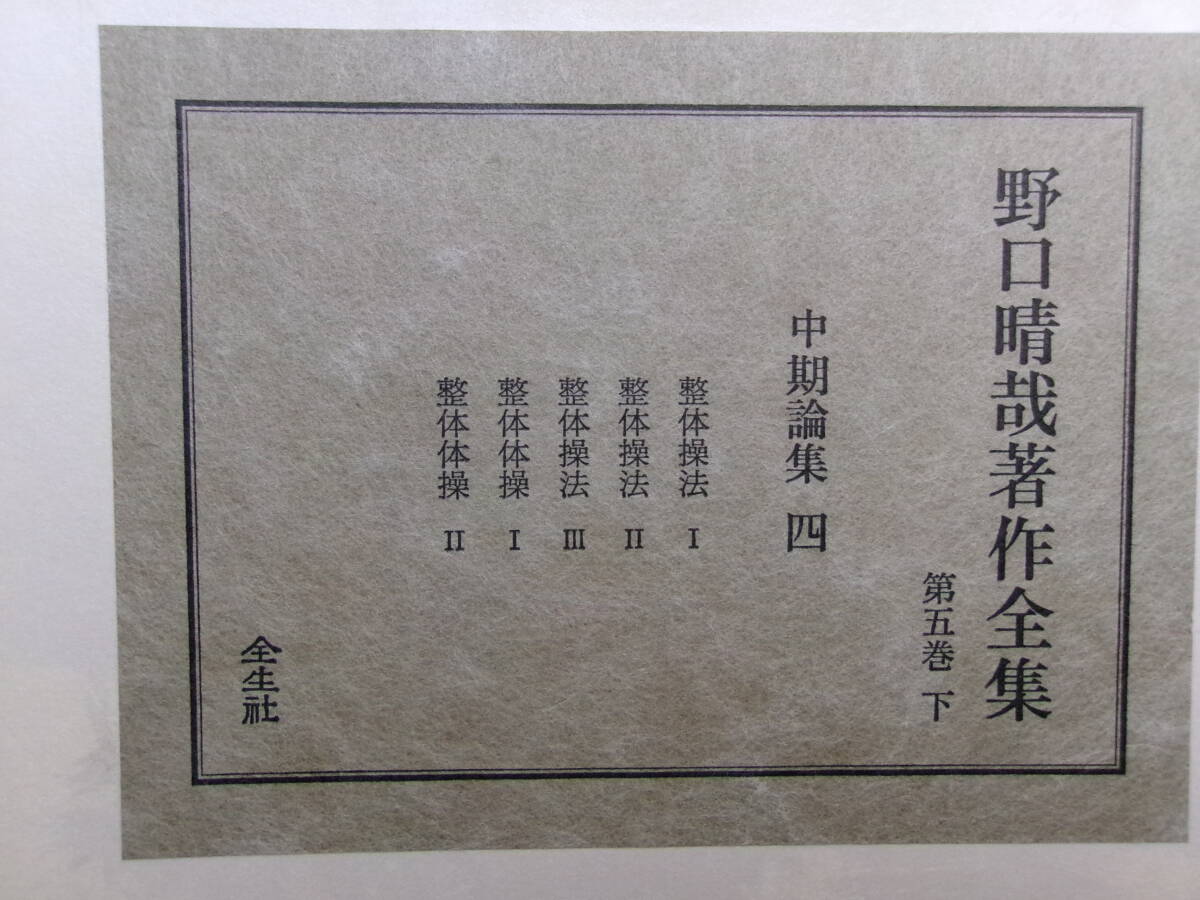 野口晴哉著作全集
第五巻 下
中期論集 四
整体操法 Ⅰ
整体操法 Ⅱ
整体操法 Ⅲ
整体体操 Ⅰ
整体体操 Ⅱ
全生社